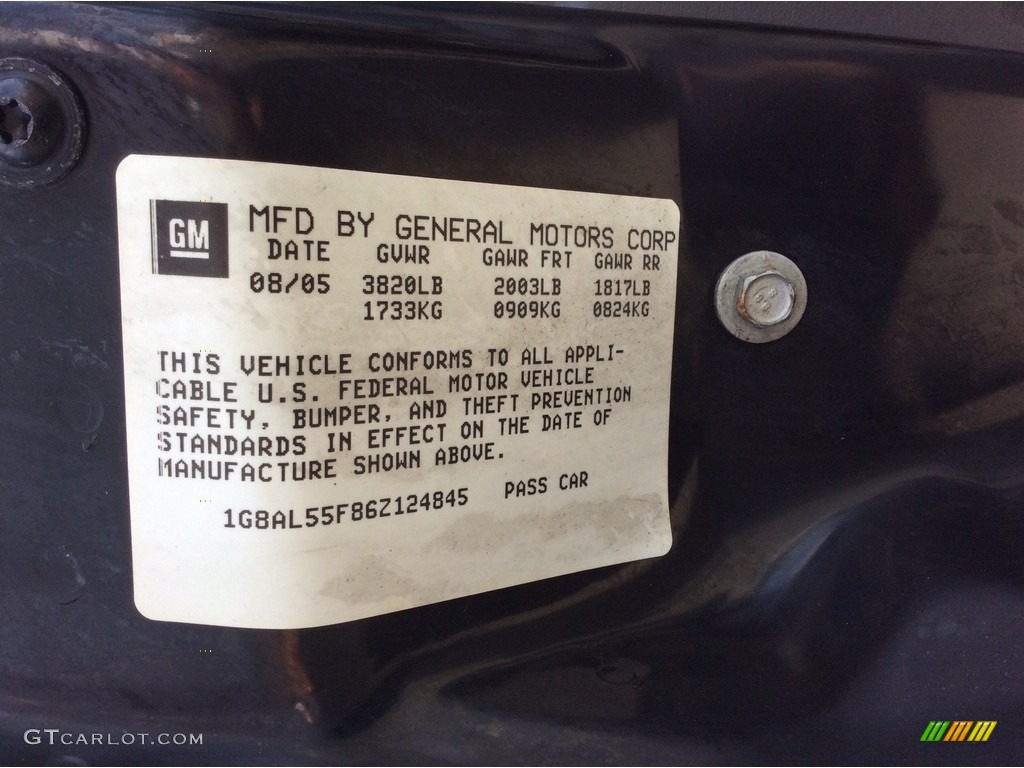 GM
MFD BY GENERAL MOTORS CORP
DATE GVWR GAWR FRT GAWR RR
08/05 3820LB 2003LB 1817LB
1733KG 0909KG 0824KG
THIS VEHICLE CONFORMS TO ALL APPLI-
CABLE U.S. FEDERAL MOTOR VEHICLE
SAFETY, BUMPER, AND THEFT PREVENTION
STANDARDS IN EFFECT ON THE DATE OF
MANUFACTURE SHOWN ABOVE.
1G8AL55F86Z124845 PASS CAR
GTCARLOT.COM